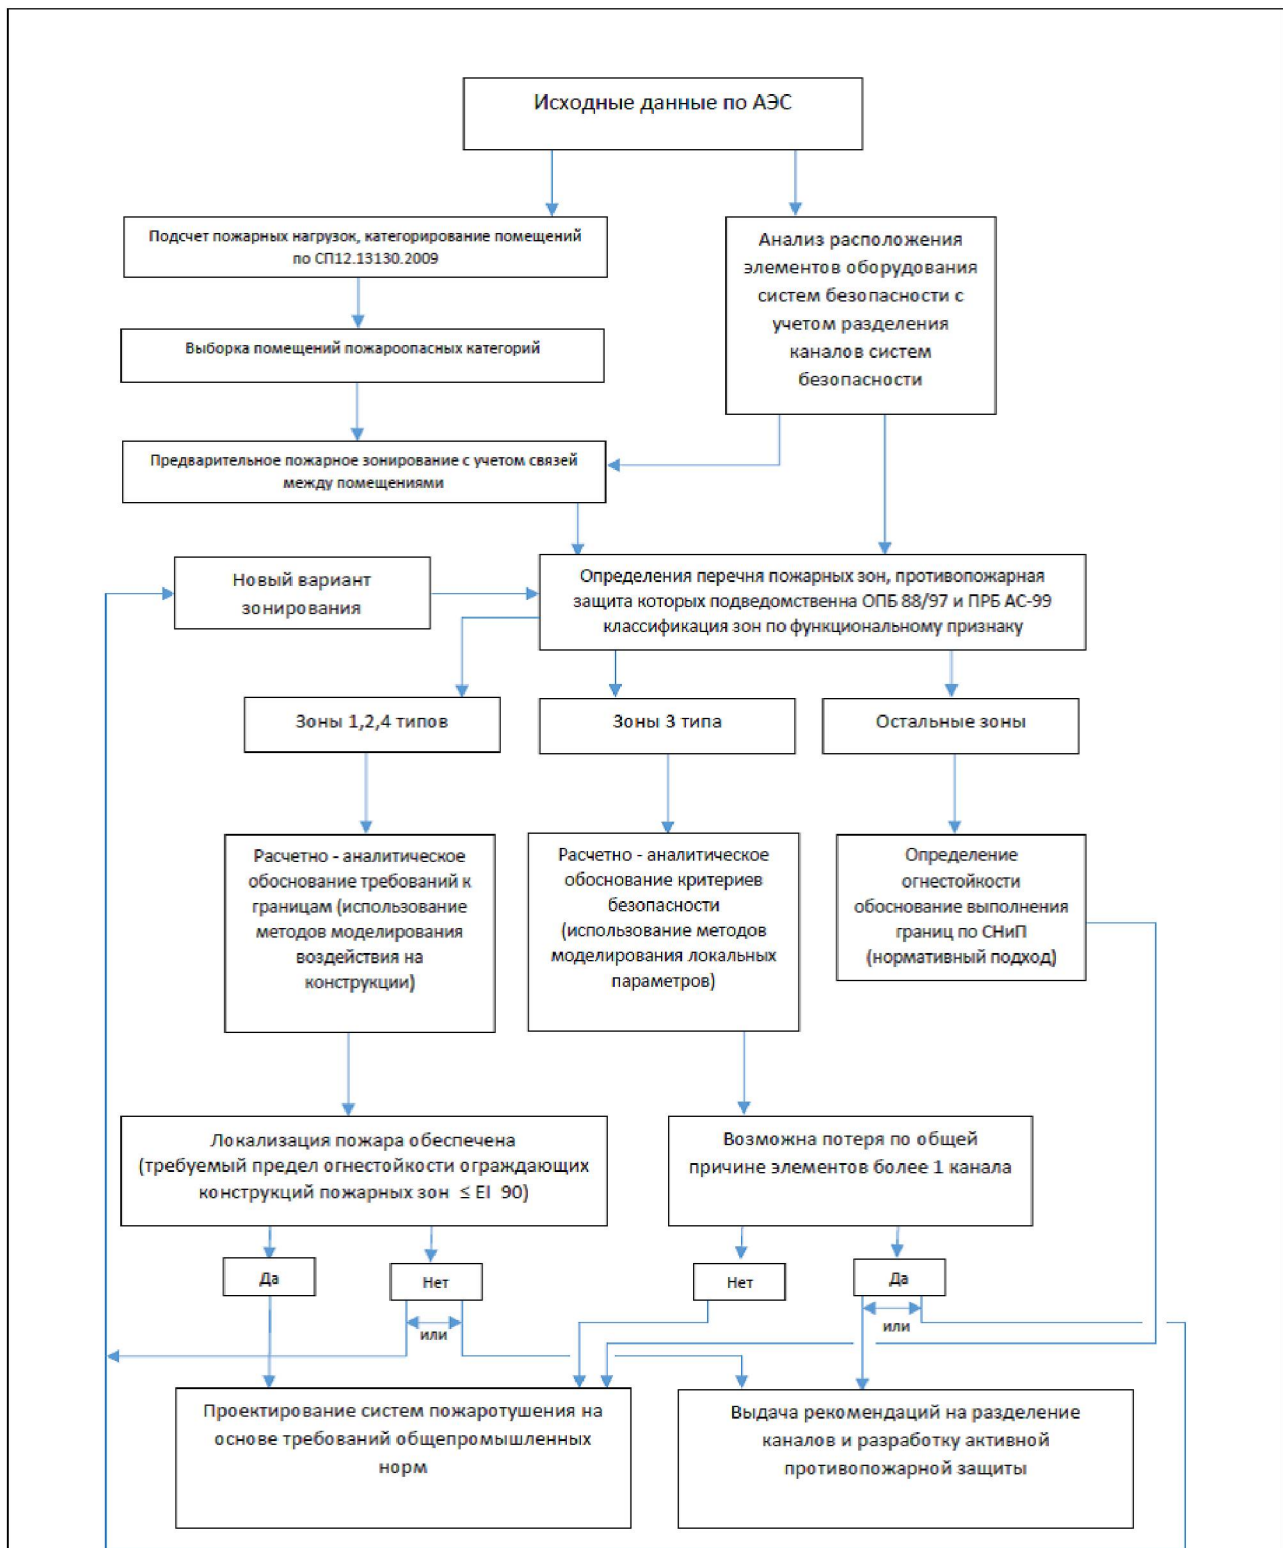 Исходные данные по АЭС
Подсчет пожарных нагрузок, категорирование помещений
по СП12.13130.2009
Анализ расположения
элементов оборудования
систем безопасности с
учетом разделения
каналов систем
безопасности
Выборка помещений пожароопасных категорий
Предварительное пожарное зонирование с учетом связей
между помещениями
Новый вариант
зонирования
Определения перечня пожарных зон, противопожарная
защита которых подведомственна ОПБ 88/97 и ПРБ АС-99
классификация зон по функциональному признаку
Зоны 1,2,4 типов
Зоны 3 типа
Остальные зоны
Расчетно - аналитическое
обоснование требований к
границам (использование
методов моделирования
воздействия на
конструкции)
Расчетно - аналитическое
обоснование критериев
безопасности
(использование методов
моделирования локальных
параметров)
Определение
огнестойкости
обоснование выполнения
границ по СНиП
(нормативный подход)
Локализация пожара обеспечена
(требуемый предел огнестойкости ограждающих
конструкций пожарных зон ≤ EI 90)
Возможна потеря по общей
причине элементов более 1 канала
Да
Нет
Нет
Да
или
или
Проектирование систем пожаротушения на
основе требований общепромышленных
норм
Выдача рекомендаций на разделение
каналов и разработку активной
противопожарной защиты